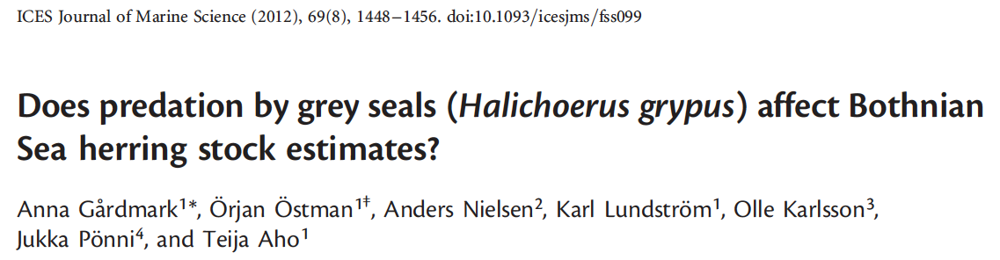 ICES Journal of Marine Science (2012), 69(8), 1448–1456. doi:10.1093/icesjms/fss099
Does predation by grey seals (Halichoerus grypus) affect Bothnian
Sea herring stock estimates?
Anna Gårdmark1*, Örjan Östman1‡, Anders Nielsen2, Karl Lundström1, Olle Karlsson3,
Jukka Pönni4, and Teija Aho1